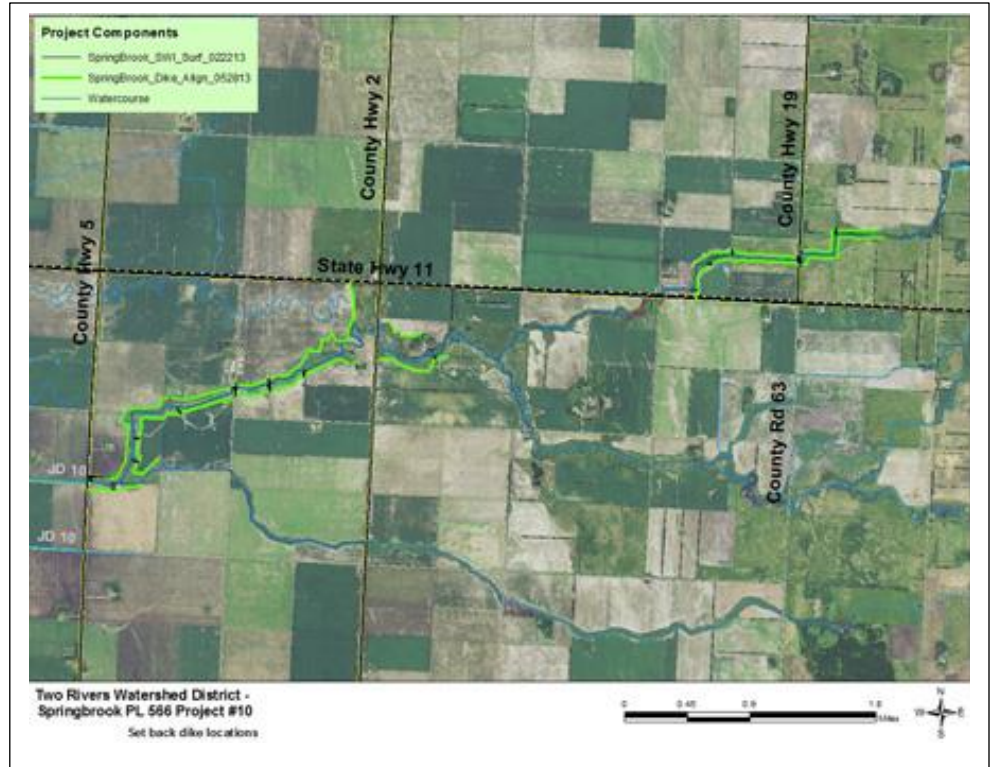 Project Components
SpringBrook_SWI_Surf_022213
SpringBrook_Dike_Align_052813
Watercourse
County Hwy 2
County Hwy 19
County Hwy 5
State Hwy 11
County Rd 63
JD 10
JD 10
Two Rivers Watershed District -
Springbrook PL 566 Project #10
Set back dike locations
0 0.45 0.9 1.8
Miles
N
W E
S